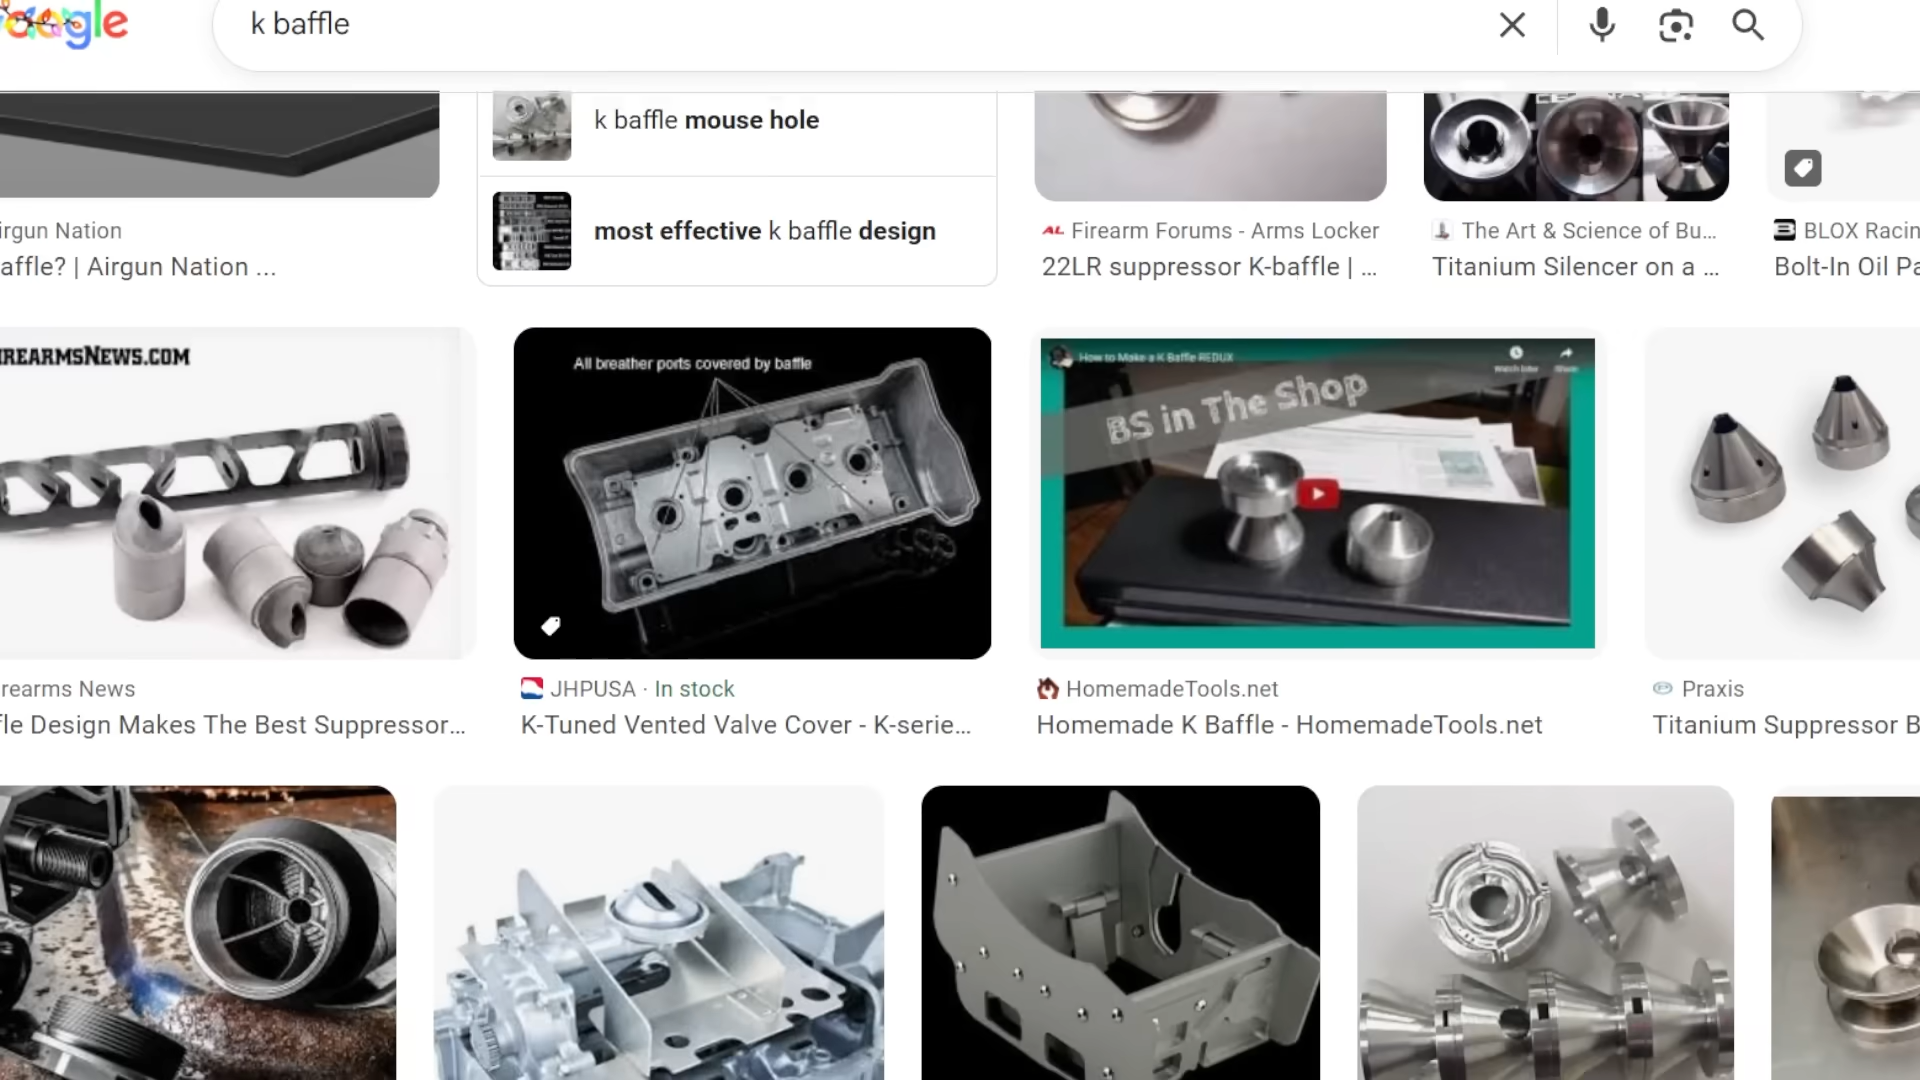 oogle
k baffle
k baffle mouse hole
most effective k baffle design
irgun Nation
affle? | Airgun Nation ...
Firearm Forums - Arms Locker
22LR suppressor K-baffle | ...
The Art & Science of Bu...
Titanium Silencer on a ...
BLOX Racin
Bolt-In Oil Pa
IREARMSNEWS.COM
All breather ports covered by baffle
How to Make a K Baffle REDUX
Watch later
Share
BS in The Shop
rearms News
fle Design Makes The Best Suppressor...
JHPUSA · In stock
K-Tuned Vented Valve Cover - K-serie...
HomemadeTools.net
Homemade K Baffle - HomemadeTools.net
Praxis
Titanium Suppressor B